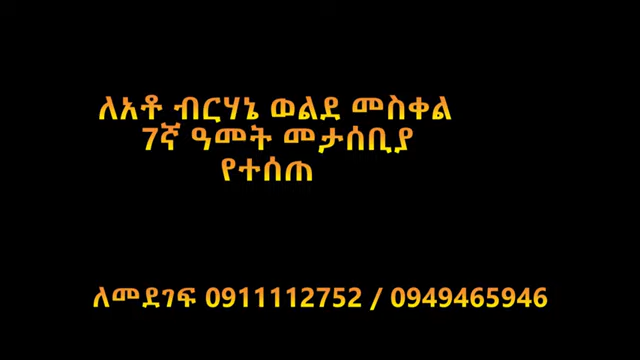 ለአቶ ብርሃኔ ወልደ መስቀል
7ኛ ዓመት መታሰቢያ
የተሰጠ
ለመደገፍ 0911112752 / 0949465946